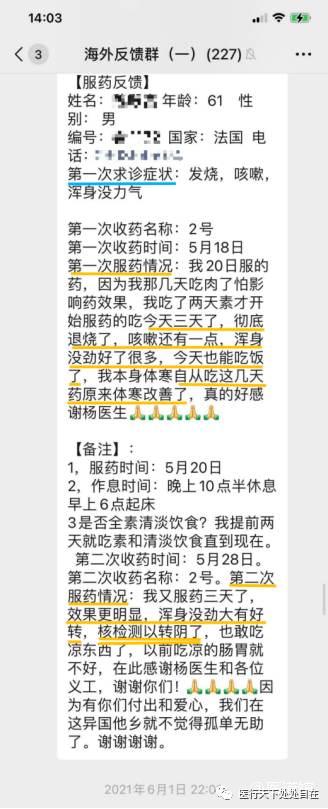 14:03
3
海外反馈群（一）(227)
【服药反馈】
姓名： 年龄：61 性
别：男
编号： 国家：法国 电
话：
第一次求诊症状：发烧，咳嗽，
浑身没力气
第一次收药名称：2号
第一次收药时间：5月18日
第一次服药情况：我20日服的
药，因为我那几天吃肉了怕影
响药效果，我吃了两天素才开
始服药的吃今天三天了，彻底
退烧了，咳嗽还有一点，浑身
没劲好了很多，今天也能吃饭
了，我本身体寒自从吃这几天
药原来体寒改善了，真的好感
谢杨医生🙏🙏🙏🙏🙏
【备注】：
1，服药时间：5月20日
2，作息时间：晚上10点半休息
早上6点起床
3是否全素清淡饮食？我提前两
天就吃素和清淡饮食直到现在。
第二次收药时间：5月28日。
第二次收药名称：2号。第二次
服药情况：我又服药三天了，
效果更明显，浑身没劲大有好
转，核检测以转阴了，也敢吃
凉东西了，以前吃凉的肠胃就
不好，在此感谢杨医生和各位
义工，谢谢你们！🙏🙏🙏🙏因
为有你们付出和爱心，我们在
这异国他乡就不觉得孤单无助
了。谢谢谢谢。
2021年6月1日 22:0
医行天下处处自在